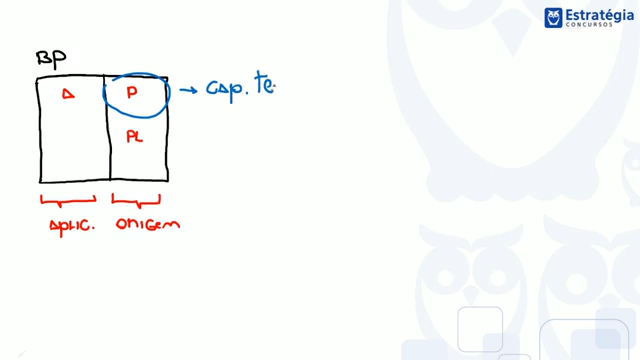 Estratégia
CONCURSOS
BP
A P → CAP. TE
PL
APLIC. ORIGEM